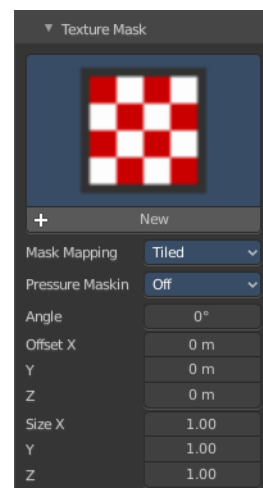 Texture Mask
New
Mask Mapping Tiled
Pressure Maskin Off
Angle 0°
Offset X 0 m
Y 0 m
Z 0 m
Size X 1.00
Y 1.00
Z 1.00